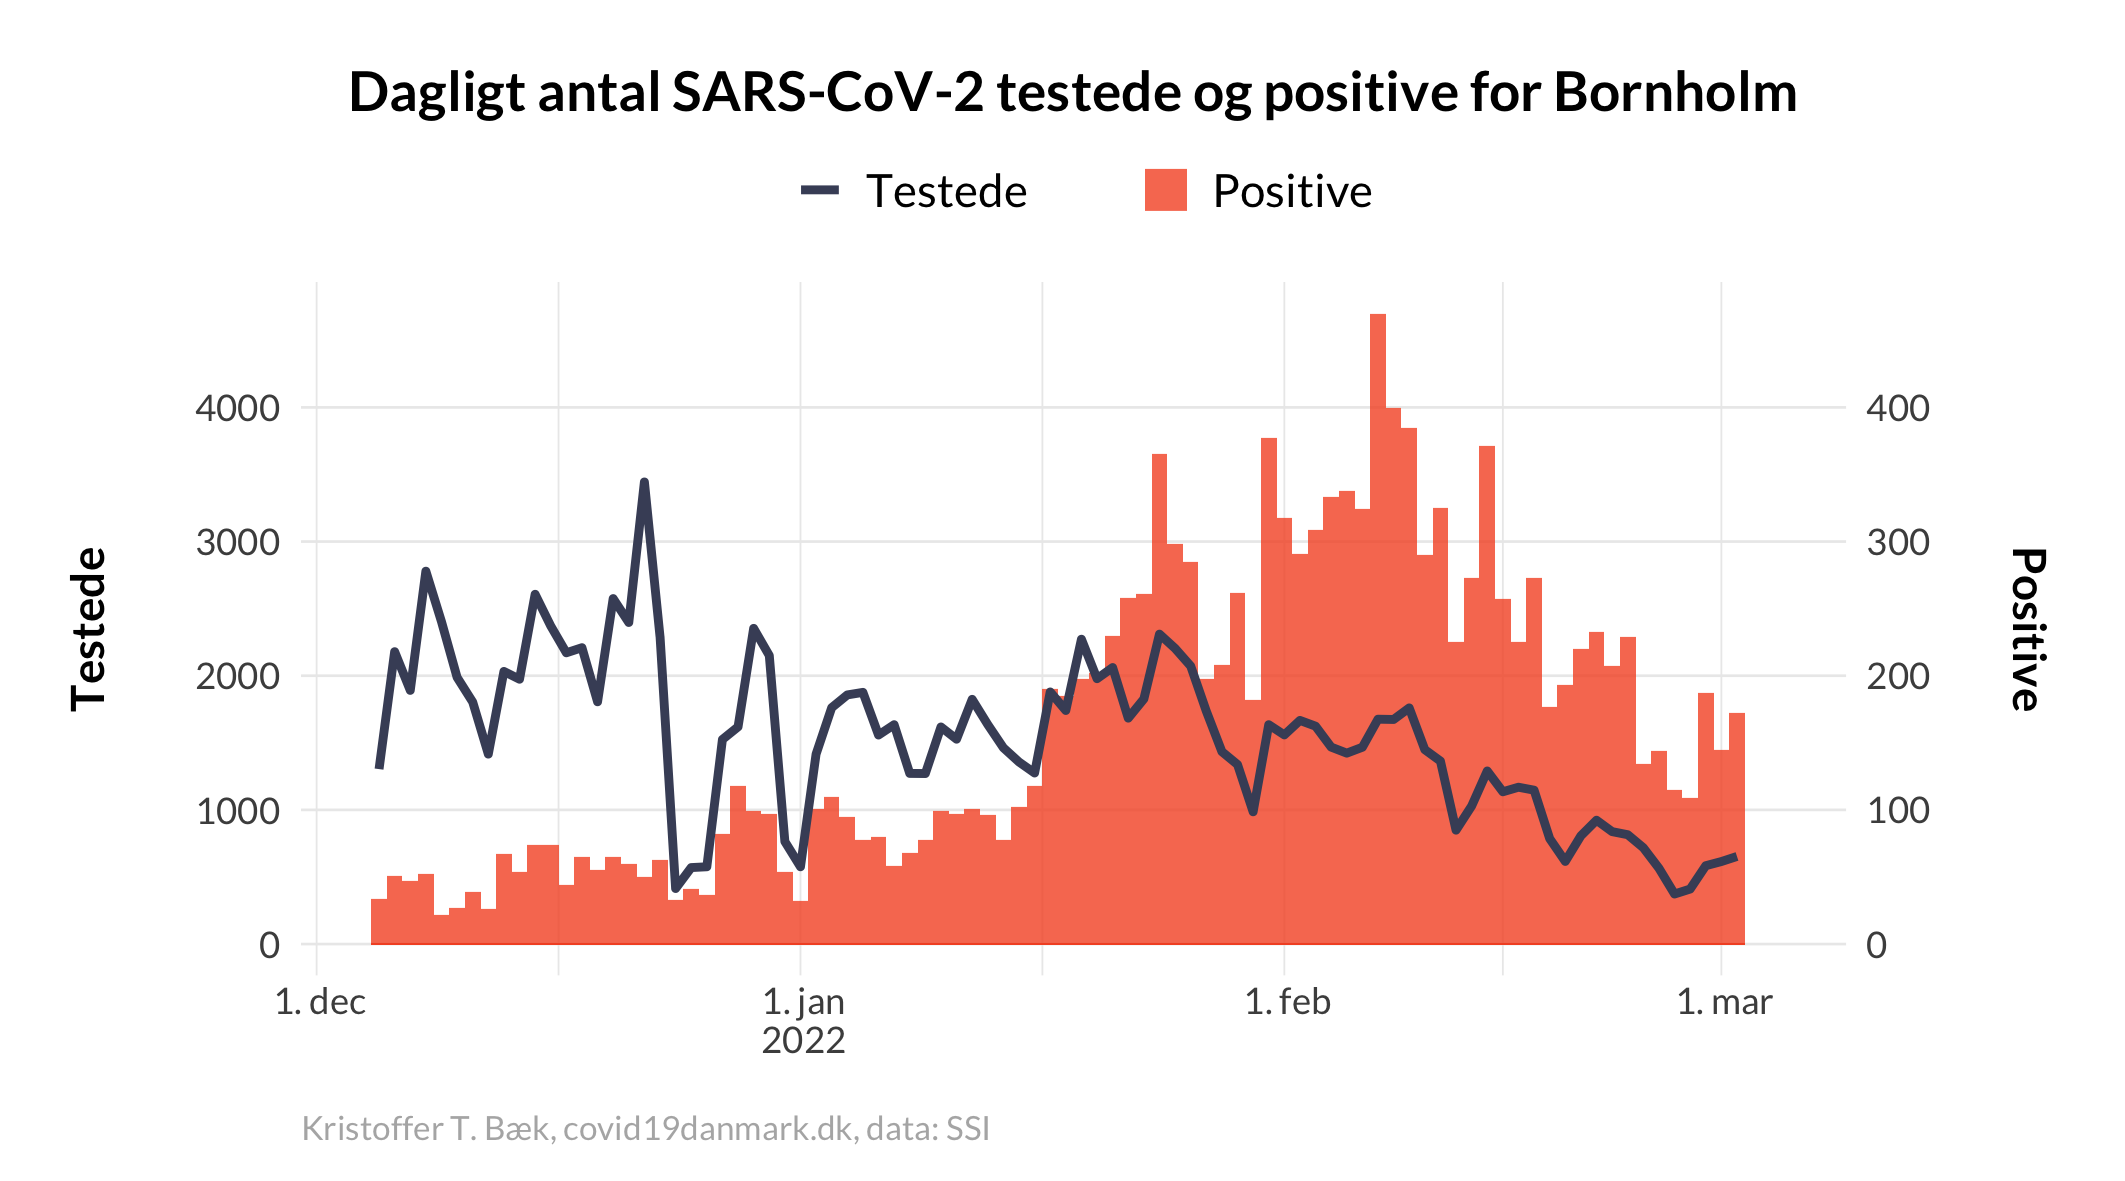 Dagligt antal SARS-CoV-2 testede og positive for Bornholm
Testede Positive
4000 400
3000 300
2000 200
1000 100
0 0
Testede
Positive
1. dec 1. jan 1. feb 1. mar
2022
Kristoffer T. Bæk, covid19danmark.dk, data: SSI